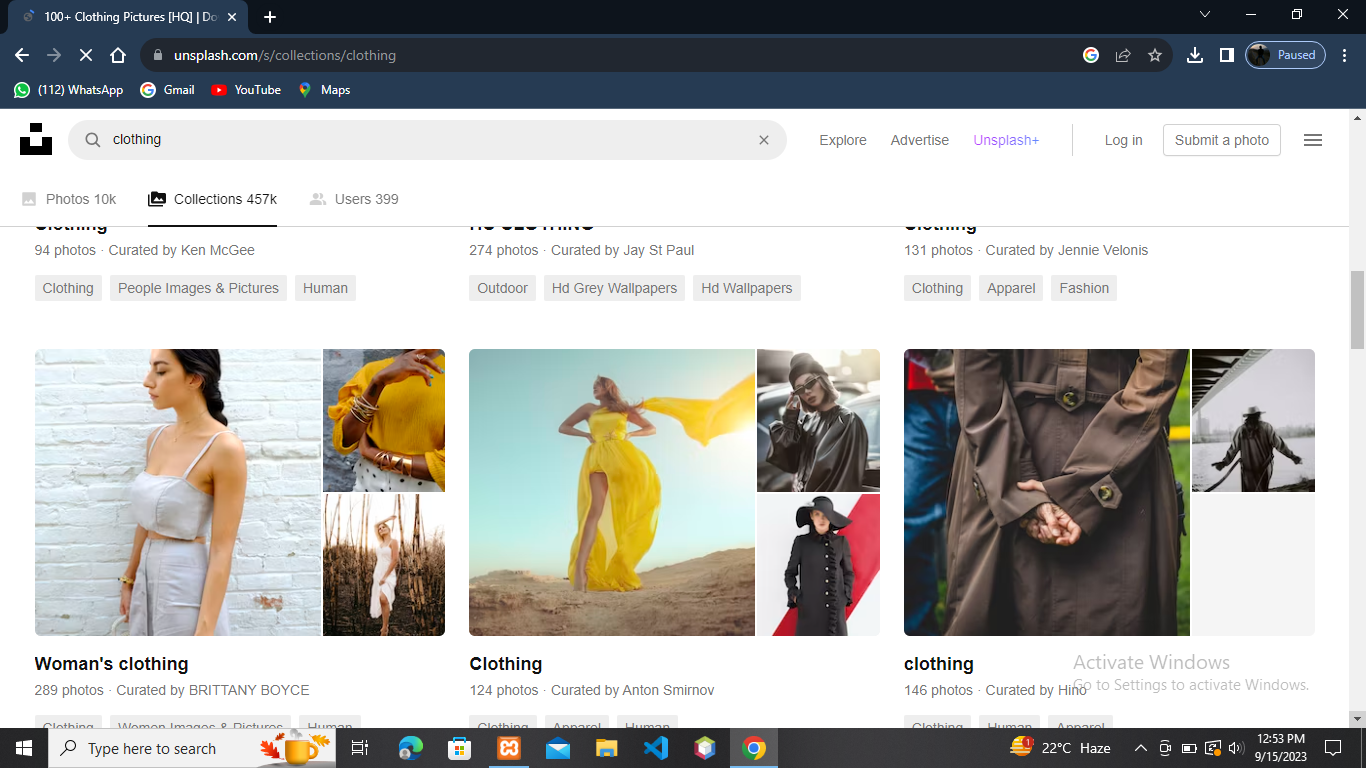 100+ Clothing Pictures [HQ] | Do
unsplash.com/s/collections/clothing
Paused
(112) WhatsApp
Gmail
YouTube
Maps
clothing
Explore
Advertise
Unsplash+
Log in
Submit a photo
Photos 10k
Collections 457k
Users 399
Clothing
HD CLOTHING
Clothing
94 photos · Curated by Ken McGee
274 photos · Curated by Jay St Paul
131 photos · Curated by Jennie Velonis
Clothing
People Images & Pictures
Human
Outdoor
Hd Grey Wallpapers
Hd Wallpapers
Clothing
Apparel
Fashion
Woman's clothing
Clothing
clothing
289 photos · Curated by BRITTANY BOYCE
124 photos · Curated by Anton Smirnov
146 photos · Curated by Hino
Activate Windows
Go to Settings to activate Windows.
Clothing
Women Images & Pictures
Human
Clothing
Apparel
Human
Clothing
Human
Apparel
Type here to search
1
22°C Haze
12:53 PM
9/15/2023